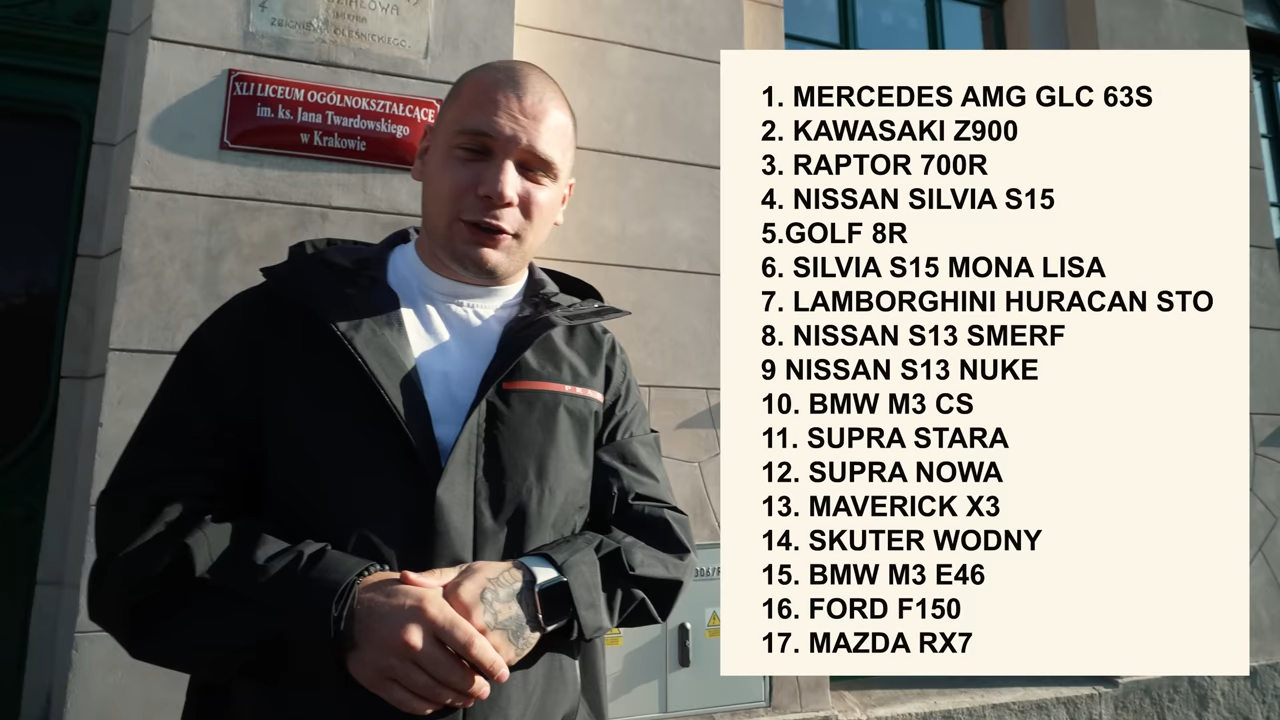 IMIENIA
ZBIGNIEWA OLEŚNICKIEGO.
XLI LICEUM OGÓLNOKSZTAŁCĄCE
im. ks. Jana Twardowskiego
w Krakowie
1. MERCEDES AMG GLC 63S
2. KAWASAKI Z900
3. RAPTOR 700R
4. NISSAN SILVIA S15
5.GOLF 8R
6. SILVIA S15 MONA LISA
7. LAMBORGHINI HURACAN STO
8. NISSAN S13 SMERF
9 NISSAN S13 NUKE
10. BMW M3 CS
11. SUPRA STARA
12. SUPRA NOWA
13. MAVERICK X3
14. SKUTER WODNY
15. BMW M3 E46
16. FORD F150
17. MAZDA RX7